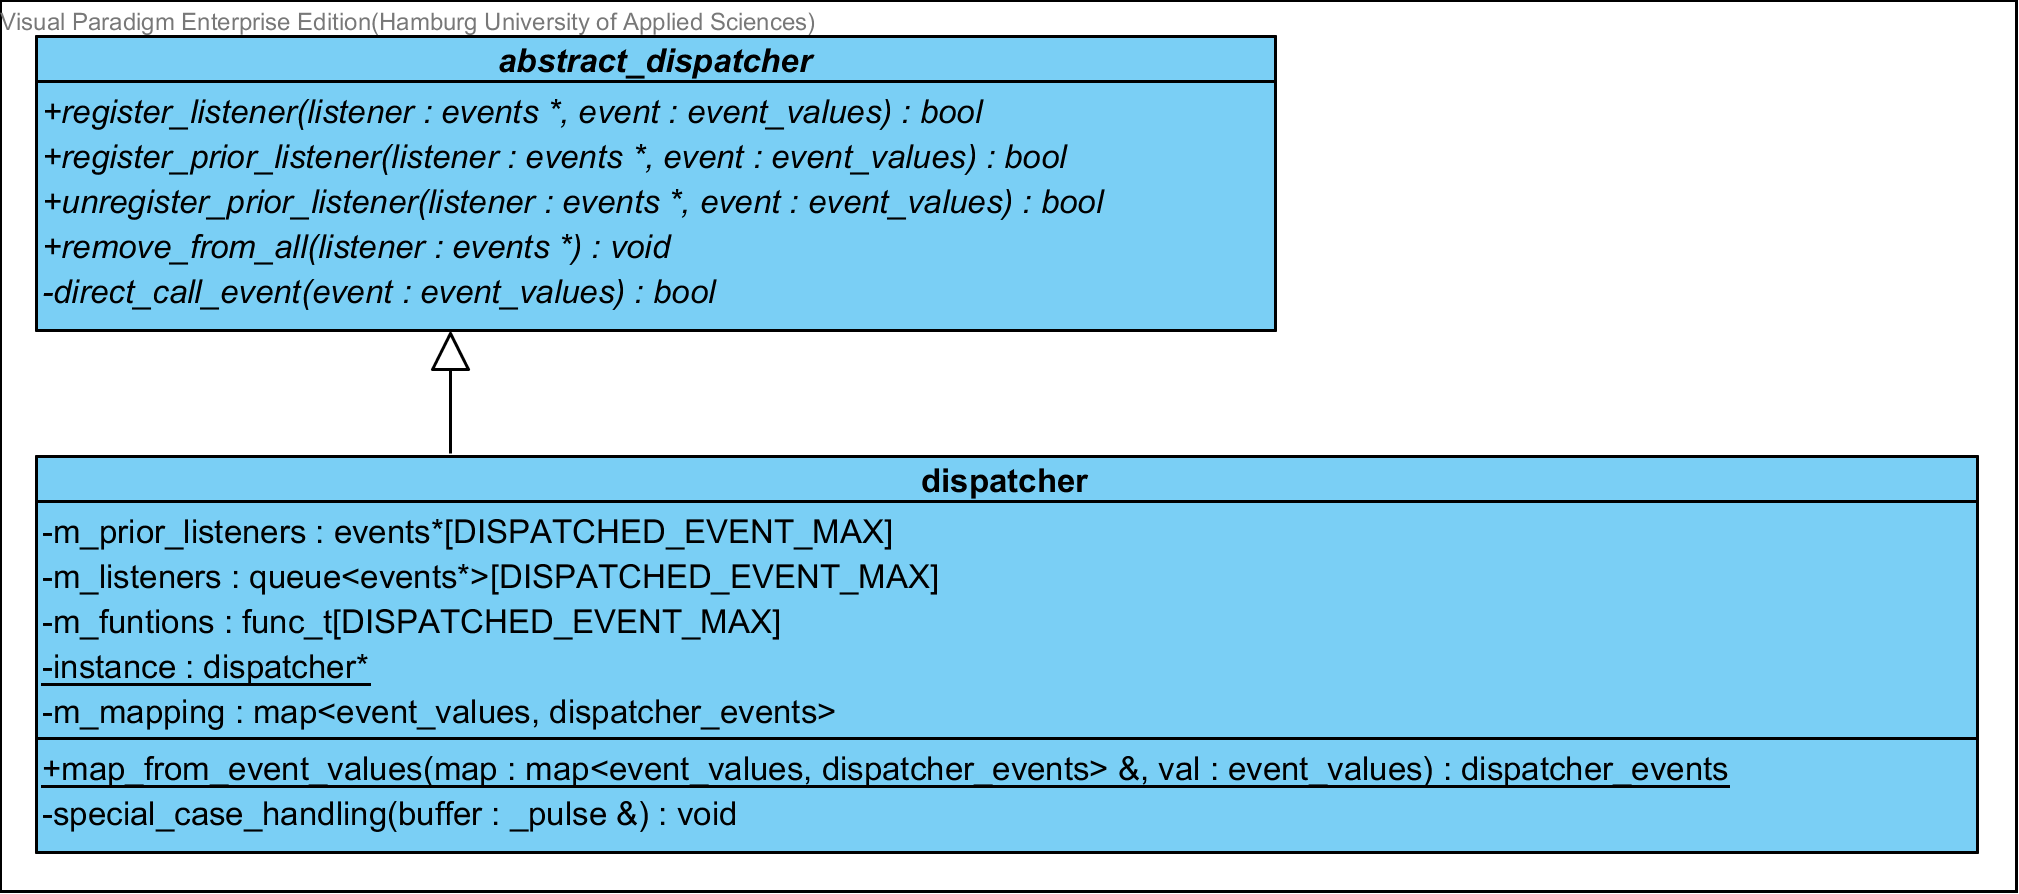 Visual Paradigm Enterprise Edition(Hamburg University of Applied Sciences)
abstract_dispatcher
+register_listener(listener : events *, event : event_values) : bool
+register_prior_listener(listener : events *, event : event_values) : bool
+unregister_prior_listener(listener : events *, event : event_values) : bool
+remove_from_all(listener : events *) : void
-direct_call_event(event : event_values) : bool
dispatcher
-m_prior_listeners : events*[DISPATCHED_EVENT_MAX]
-m_listeners : queue<events*>[DISPATCHED_EVENT_MAX]
-m_funtions : func_t[DISPATCHED_EVENT_MAX]
-instance : dispatcher*
-m_mapping : map<event_values, dispatcher_events>
+map_from_event_values(map : map<event_values, dispatcher_events> &, val : event_values) : dispatcher_events
-special_case_handling(buffer : _pulse &) : void